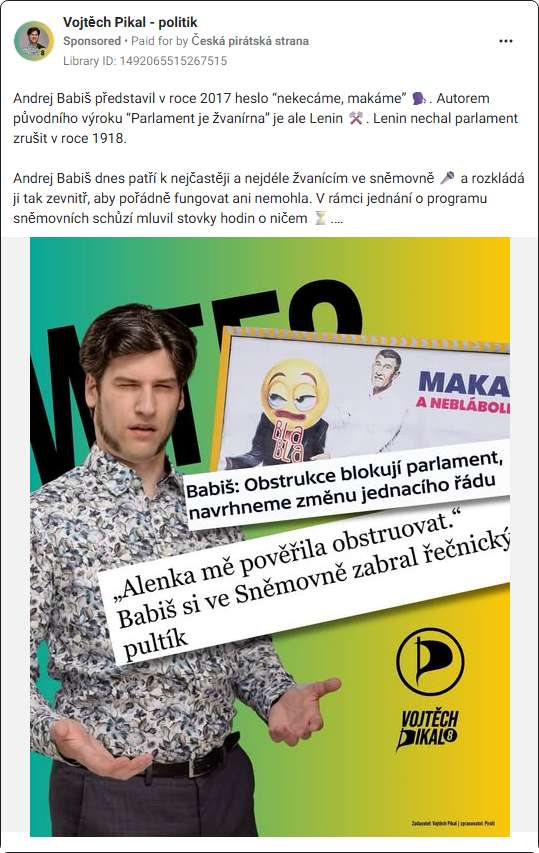 Vojtěch Pikal - politik
Sponsored • Paid for by Česká pirátská strana
Library ID: 1492065515267515
Andrej Babiš představil v roce 2017 heslo “nekecáme, makáme” 🗣. Autorem
původního výroku “Parlament je žvanírna” je ale Lenin ⚒. Lenin nechal parlament
zrušit v roce 1918.
Andrej Babiš dnes patří k nejčastěji a nejdéle žvanícím ve sněmovně 🎤 a rozkládá
ji tak zevnitř, aby pořádně fungovat ani nemohla. V rámci jednání o programu
sněmovních schůzí mluvil stovky hodin o ničem ⏳....
WTF?
MAKA
A NEBLÁBOL
BLA
BLA
Babiš: Obstrukce blokují parlament,
navrhneme změnu jednacího řádu
„Alenka mě pověřila obstruovat.“
Babiš si ve Sněmovně zabral řečnický
pultík
VOJTĚCH
PIKAL 8
Zadavatel: Vojtěch Pikal | zpracovatel: Piráti